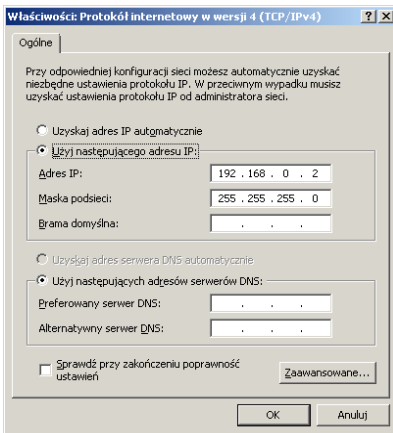 Właściwości: Protokół internetowy w wersji 4 (TCP/IPv4)
Ogólne
Przy odpowiedniej konfiguracji sieci możesz automatycznie uzyskać
niezbędne ustawienia protokołu IP. W przeciwnym wypadku musisz
uzyskać ustawienia protokołu IP od administratora sieci.
Uzyskaj adres IP automatycznie
Użyj następującego adresu IP:
Adres IP: 192 . 168 . 0 . 2
Maska podsieci: 255 . 255 . 255 . 0
Brama domyślna: . . .
Uzyskaj adres serwera DNS automatycznie
Użyj następujących adresów serwerów DNS:
Preferowany serwer DNS: . . .
Alternatywny serwer DNS: . . .
Sprawdź przy zakończeniu poprawność
ustawień
Zaawansowane...
OK Anuluj